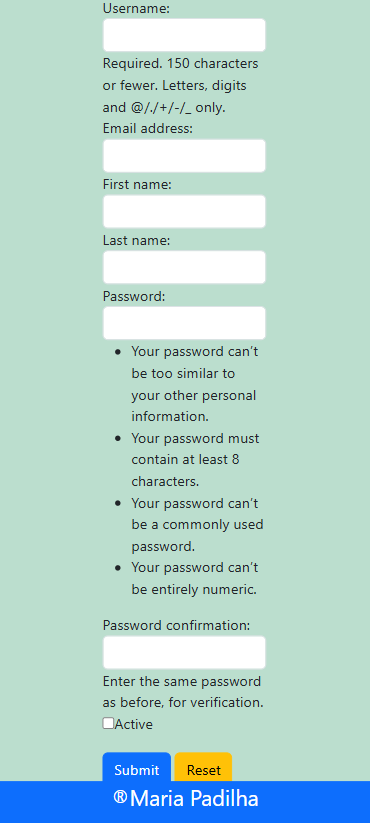 Username:
Required. 150 characters
or fewer. Letters, digits
and @/./+/-/_ only.
Email address:
First name:
Last name:
Password:
• Your password can't
be too similar to
your other personal
information.
• Your password must
contain at least 8
characters.
• Your password can't
be a commonly used
password.
• Your password can't
be entirely numeric.
Password confirmation:
Enter the same password
as before, for verification.
Active
Submit Reset
®Maria Padilha